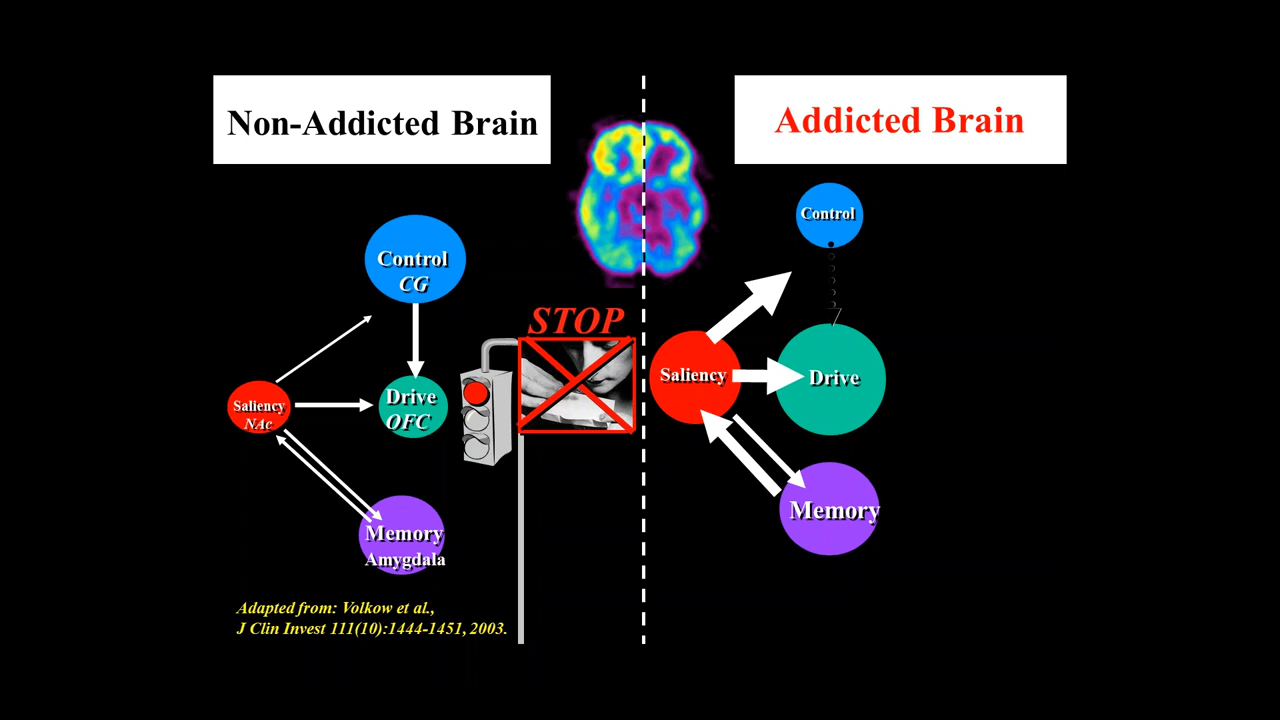 Non-Addicted Brain
Addicted Brain
Control
CG
Saliency
NAc
Drive
OFC
Memory
Amygdala
STOP
Control
Saliency
Drive
Memory
Adapted from: Volkow et al.,
J Clin Invest 111(10):1444-1451, 2003.